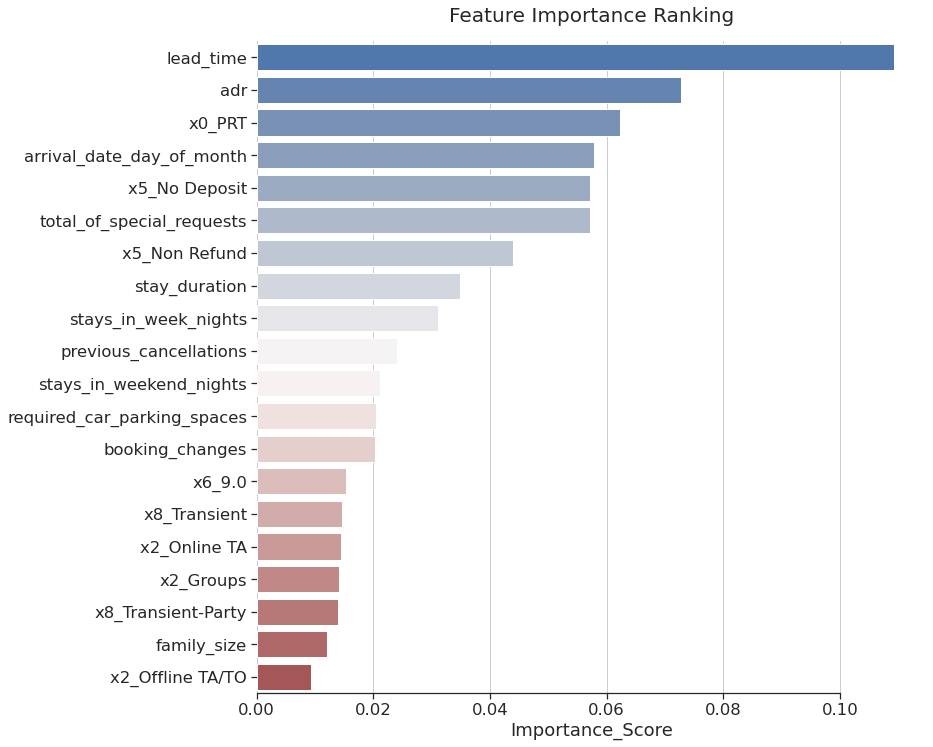 Feature Importance Ranking
lead_time
adr
x0_PRT
arrival_date_day_of_month
x5_No Deposit
total_of_special_requests
x5_Non Refund
stay_duration
stays_in_week_nights
previous_cancellations
stays_in_weekend_nights
required_car_parking_spaces
booking_changes
x6_9.0
x8_Transient
x2_Online TA
x2_Groups
x8_Transient-Party
family_size
x2_Offline TA/TO
0.00 0.02 0.04 0.06 0.08 0.10
Importance_Score